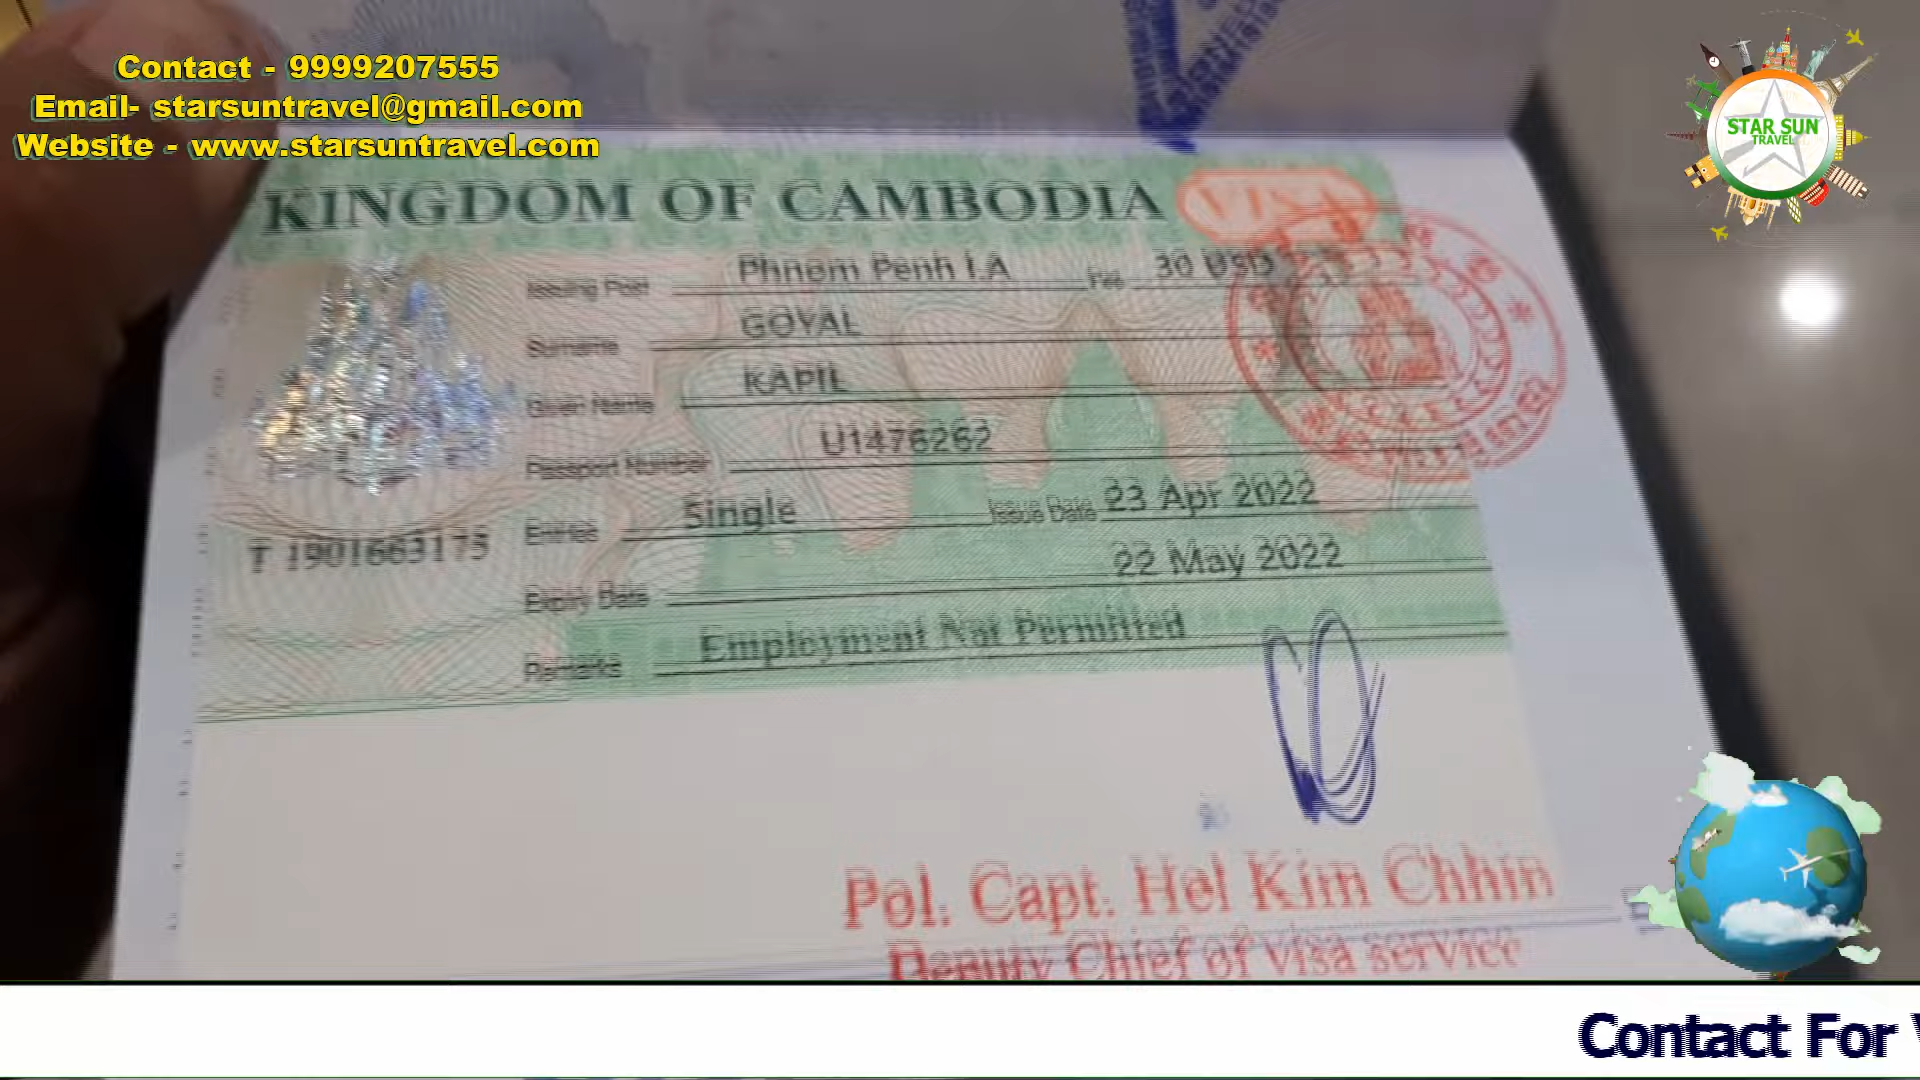 Contact - 9999207555
Email- starsuntravel@gmail.com
Website - www.starsuntravel.com
STAR SUN
TRAVEL
KINGDOM OF CAMBODIA VISA
Issuing Post Phnom Penh I.A Fee 30 USD
Surname GOYAL
Given Name KAPIL
Passport Number U1476262
Entries Single Issue Date 23 Apr 2022
T 1901663175
Expiry Date 22 May 2022
Remarks Employment Not Permitted
Pol. Capt. Hel Kim Chhin
Deputy Chief of visa service
Contact For